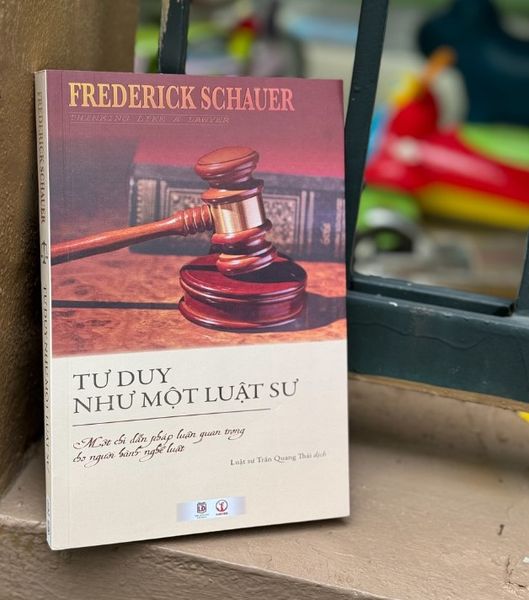 FREDERICK SCHAUER
THINKING LIKE A LAWYER
TƯ DUY
NHƯ MỘT LUẬT SƯ
Một chỉ dẫn pháp luận quan trọng
cho người hành nghề luật
Luật sư Trần Quang Thái dịch
FREDERICK SCHAUER
TƯ DUY NHƯ MỘT LUẬT SƯ